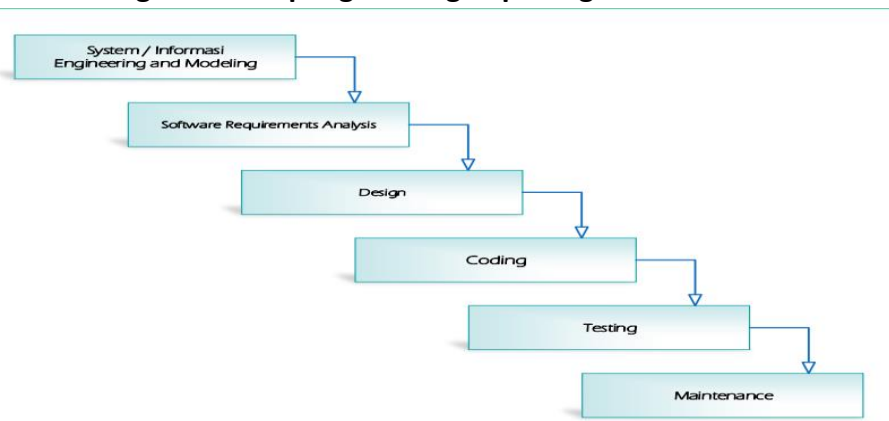 System / Informasi
Engineering and Modeling
Software Requirements Analysis
Design
Coding
Testing
Maintenance